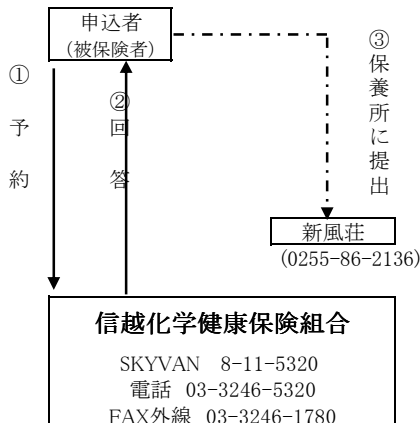 申込者
(被保険者)
① 予約
②回答
③保養所に提出
新風荘
(0255-86-2136)
信越化学健康保険組合
SKYVAN 8-11-5320
電話 03-3246-5320
FAX外線 03-3246-1780